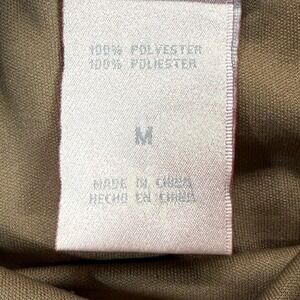 100% POLYESTER
100% POLIESTER
M
MADE IN CHINA
HECHO EN CHINA